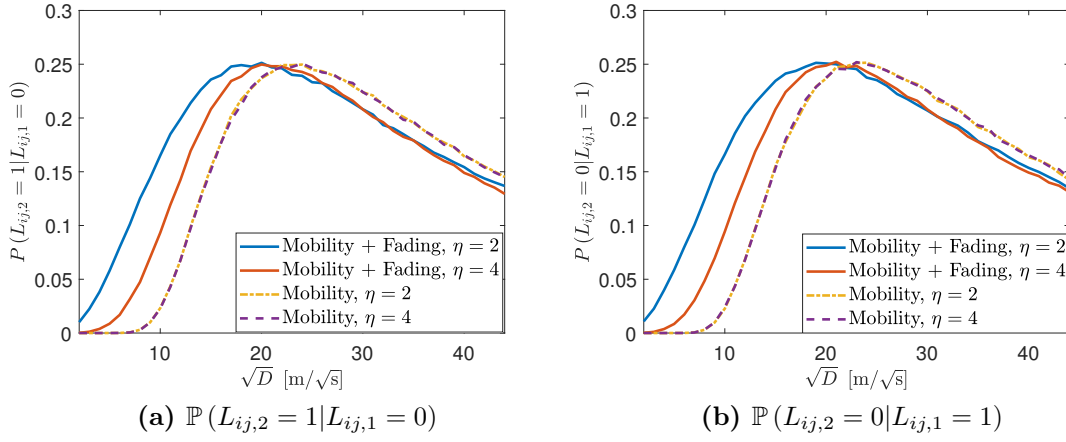 0.3
0.25
0.2
0.15
0.1
0.05
0
P (L_{ij,2} = 1|L_{ij,1} = 0)
Mobility + Fading, η = 2
Mobility + Fading, η = 4
Mobility, η = 2
Mobility, η = 4
10 20 30 40
√D [m/√s]
(a) ℙ (L_{ij,2} = 1|L_{ij,1} = 0)
0.3
0.25
0.2
0.15
0.1
0.05
0
P (L_{ij,2} = 0|L_{ij,1} = 1)
Mobility + Fading, η = 2
Mobility + Fading, η = 4
Mobility, η = 2
Mobility, η = 4
10 20 30 40
√D [m/√s]
(b) ℙ (L_{ij,2} = 0|L_{ij,1} = 1)